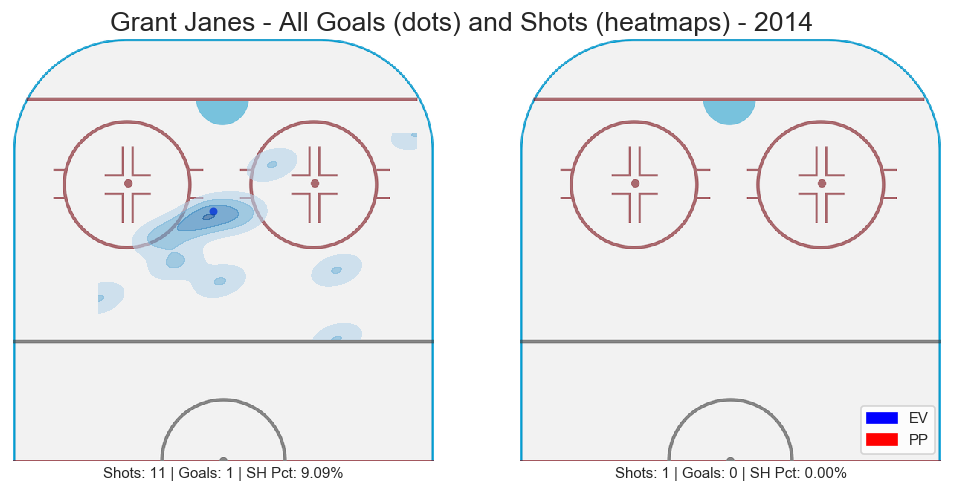 Grant Janes - All Goals (dots) and Shots (heatmaps) - 2014
EV
PP
Shots: 11 | Goals: 1 | SH Pct: 9.09%
Shots: 1 | Goals: 0 | SH Pct: 0.00%